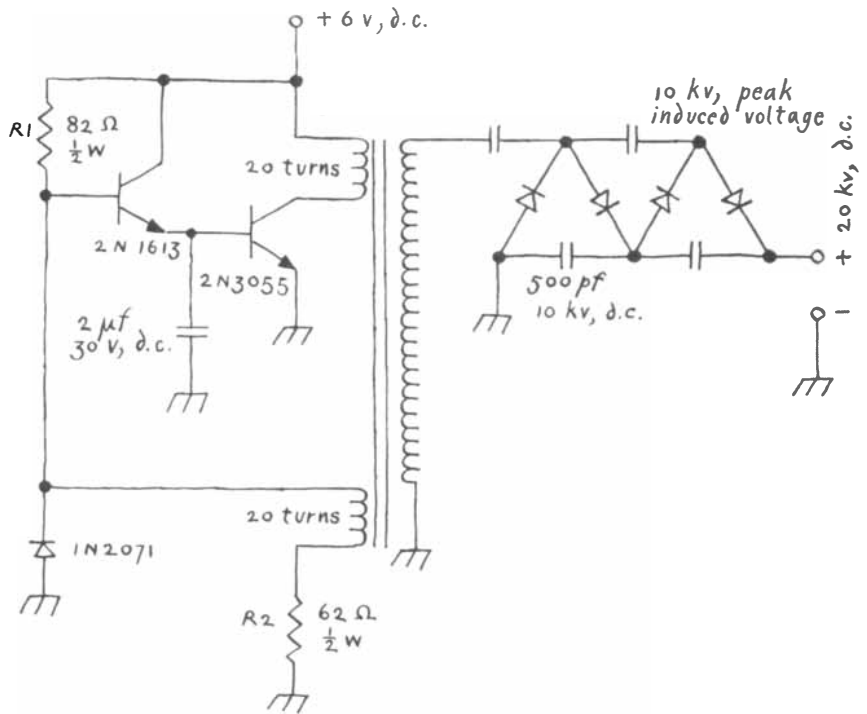 + 6 v, d.c.
10 kv, peak
induced voltage
R1
82 Ω
½ W
20 turns
+ 20 kv, d.c.
2N 1613
2N3055
500 pf
10 kv, d.c.
2 µf
30 v, d.c.
-
20 turns
1N2071
R2
62 Ω
½ W